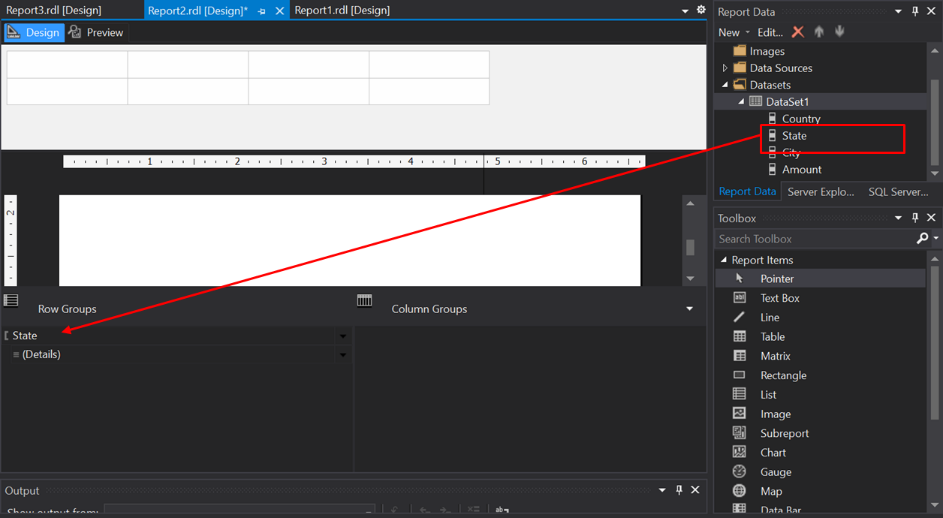 Report3.rdl [Design]
Report2.rdl [Design]*
Report1.rdl [Design]
Design
Preview
1 2 3 4 5 6
2
Row Groups
Column Groups
[ State
≡ (Details)
Output
Show output from:
Report Data
New Edit...
Images
Data Sources
Datasets
DataSet1
Country
State
City
Amount
Report Data Server Explo... SQL Server...
Toolbox
Search Toolbox
Report Items
Pointer
Text Box
Line
Table
Matrix
Rectangle
List
Image
Subreport
Chart
Gauge
Map
Data Bar